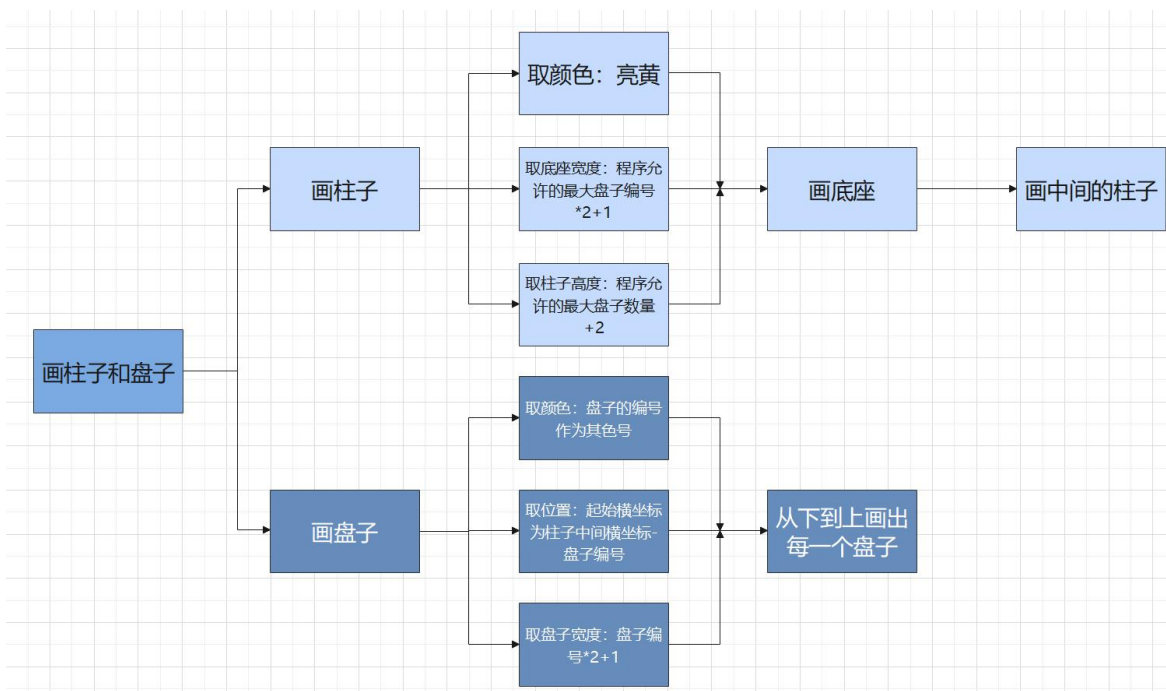 取颜色：亮黄
画柱子
取底座宽度：程序允
许的最大盘子编号
*2+1
画底座
画中间的柱子
取柱子高度：程序允
许的最大盘子数量
+2
画柱子和盘子
取颜色：盘子的编号
作为其色号
画盘子
取位置：起始横坐标
为柱子中间横坐标-
盘子编号
从下到上画出
每一个盘子
取盘子宽度：盘子编
号*2+1